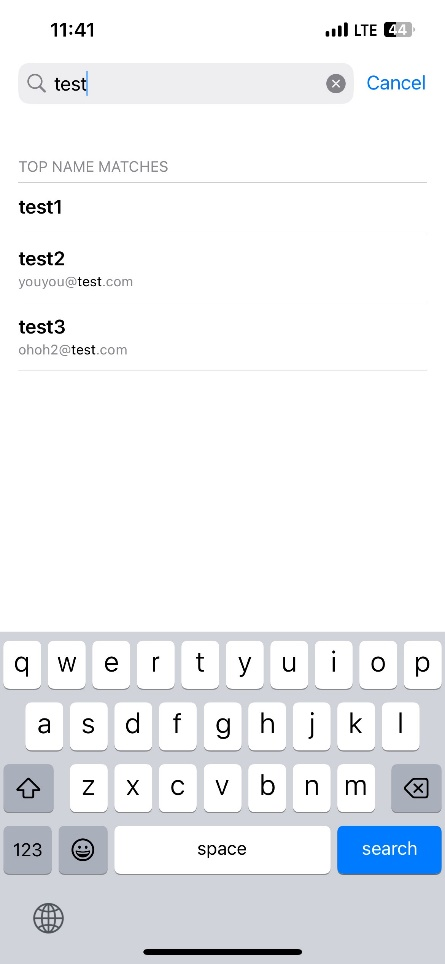 11:41
LTE 44
test
Cancel
TOP NAME MATCHES
test1
test2
youyou@test.com
test3
ohoh2@test.com
q w e r t y u i o p
a s d f g h j k l
z x c v b n m
123 space search